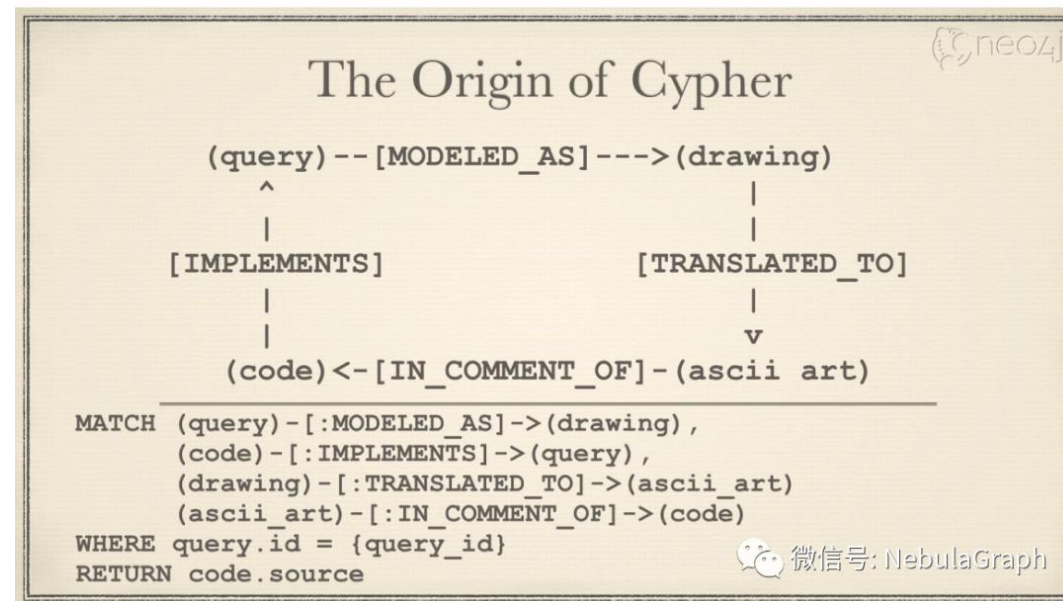 neo4j
The Origin of Cypher
(query)--[MODELED_AS]--->(drawing)
^ |
| |
[IMPLEMENTS] [TRANSLATED_TO]
| |
| v
(code)<-[IN_COMMENT_OF]-(ascii art)
MATCH (query)-[:MODELED_AS]->(drawing),
(code)-[:IMPLEMENTS]->(query),
(drawing)-[:TRANSLATED_TO]->(ascii_art)
(ascii_art)-[:IN_COMMENT_OF]->(code)
WHERE query.id = {query_id}
RETURN code.source
微信号: NebulaGraph